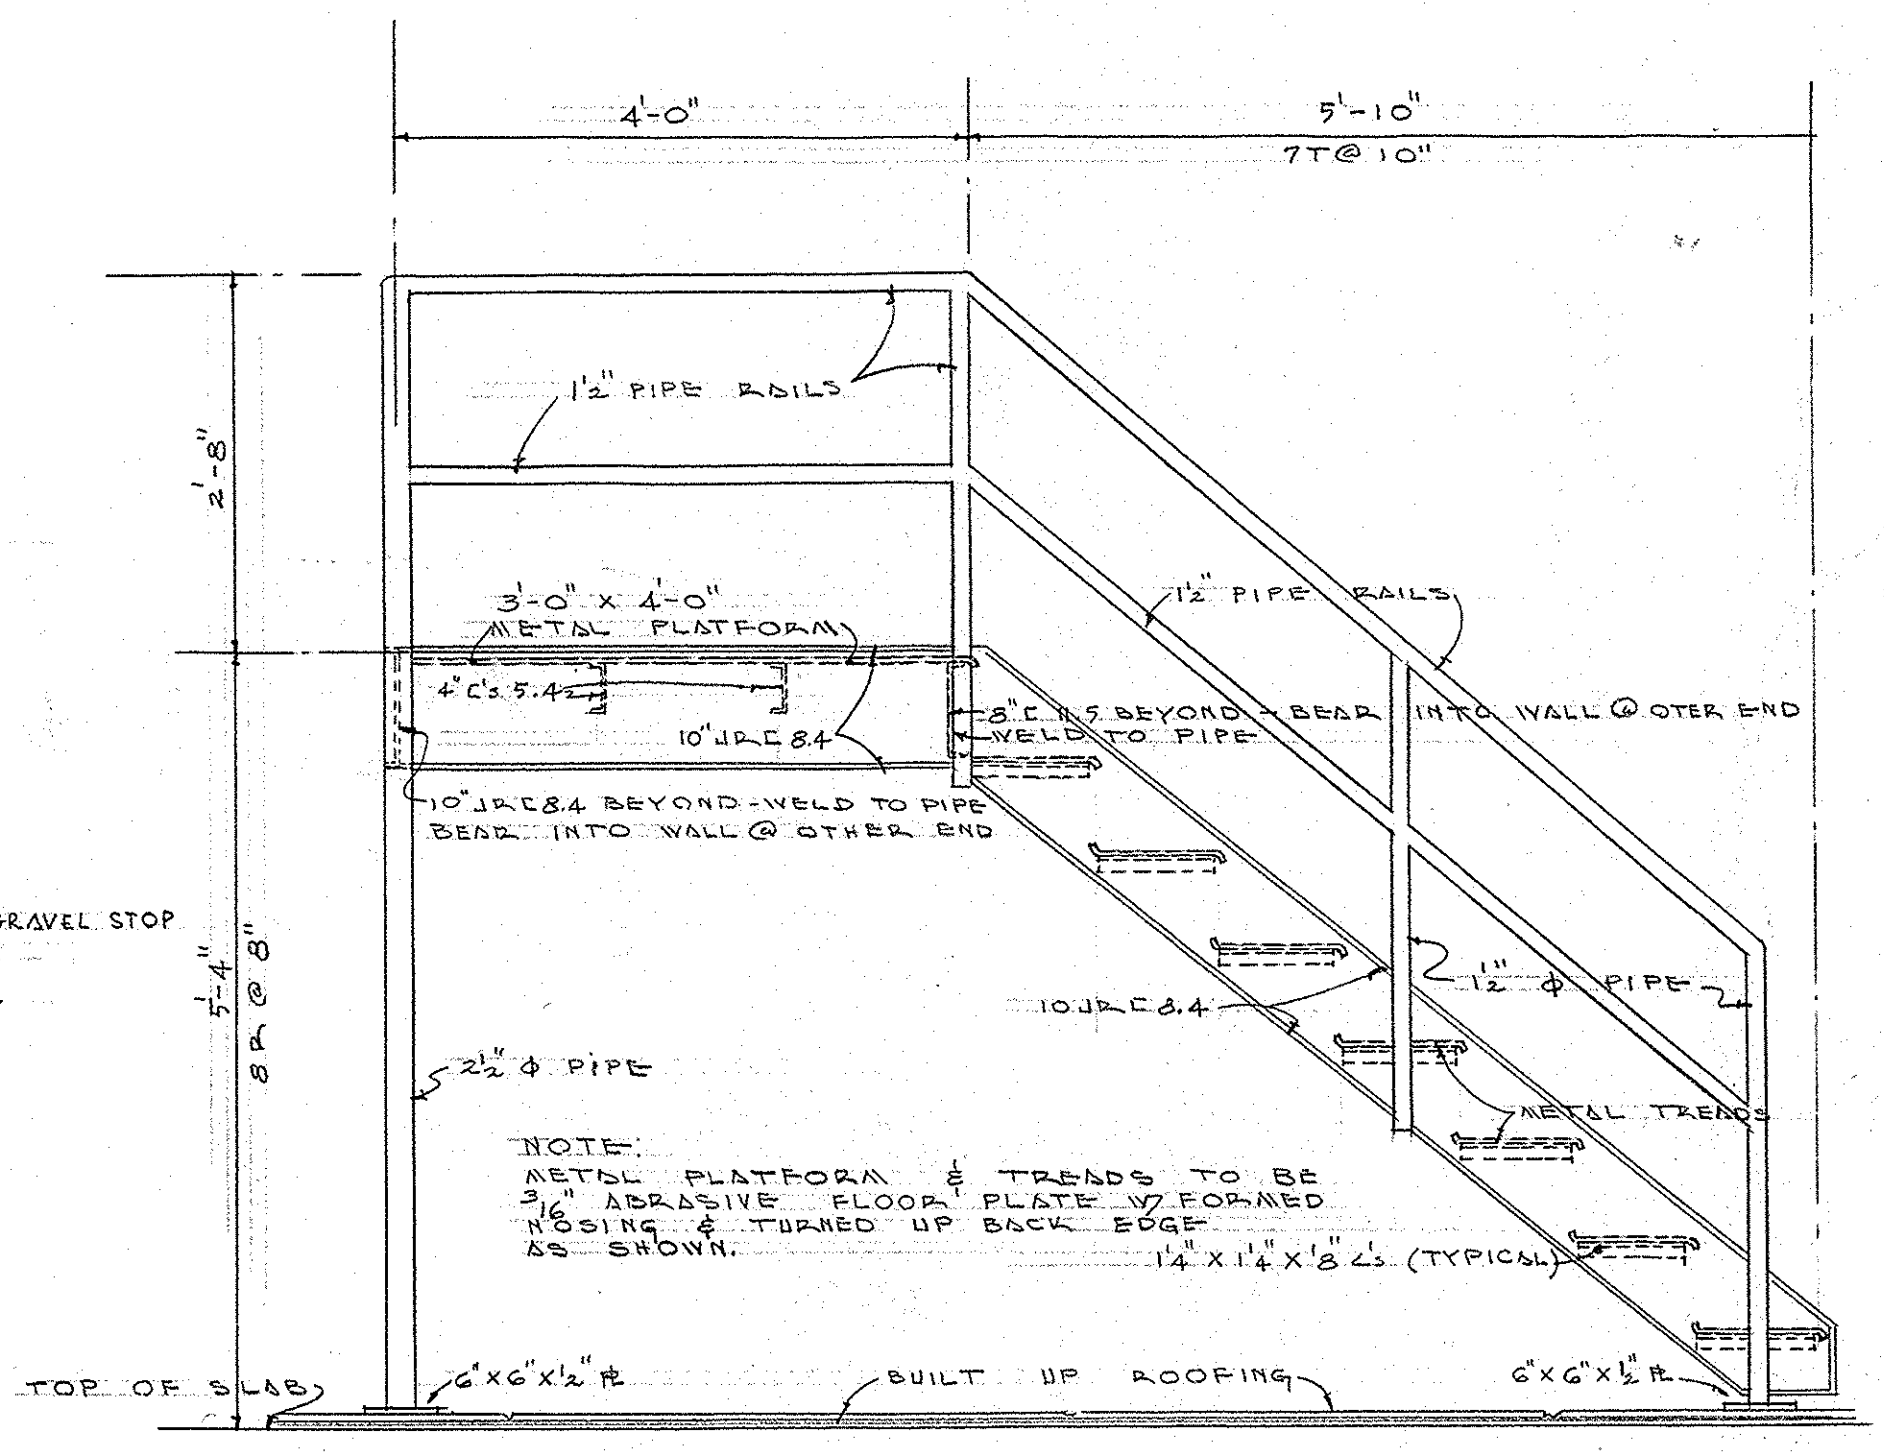 4'-0"
5'-10"
7T@ 10"
1½" PIPE RAILS
2'-8"
3'-0" X 4'-0"
METAL PLATFORM
1½" PIPE RAILS
4" C's 5.4
8" C 11.5 BEYOND - BEAR INTO WALL @ OTER END
WELD TO PIPE
10" JR C 8.4
10" JR C 8.4 BEYOND - WELD TO PIPE
BEAR INTO WALL @ OTHER END
GRAVEL STOP
5'-4"
8 R @ 8"
1½" ф PIPE
10 JR C 8.4
2½" ф PIPE
METAL TREADS
NOTE:
METAL PLATFORM & TREADS TO BE
3/16" ABRASIVE FLOOR PLATE W/ FORMED
NOSING & TURNED UP BACK EDGE
AS SHOWN.
1¼" X 1¼" X ⅛" L's (TYPICAL)
TOP OF SLAB
6" X 6" X ½" PL
BUILT UP ROOFING
6" X 6" X ½" PL